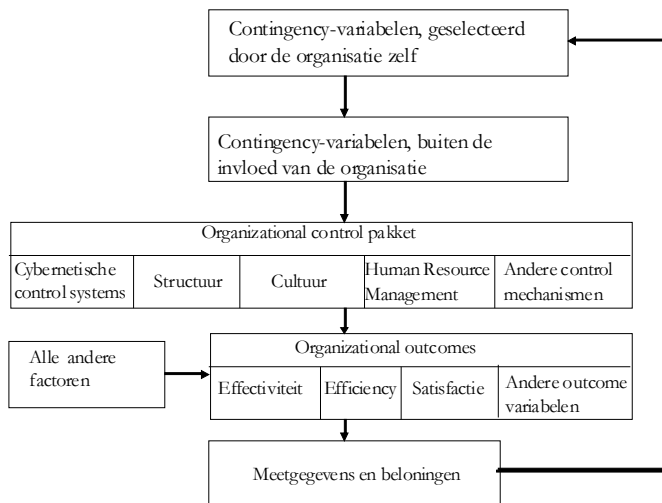 Contingency-variabelen, geselecteerd
door de organisatie zelf
Contingency-variabelen, buiten de
invloed van de organisatie
Organizational control pakket
Cybernetische
control systems
Structuur
Cultuur
Human Resource
Management
Andere control
mechanismen
Alle andere
factoren
Organizational outcomes
Effectiviteit
Efficiency
Satisfactie
Andere outcome
variabelen
Meetgegevens en beloningen